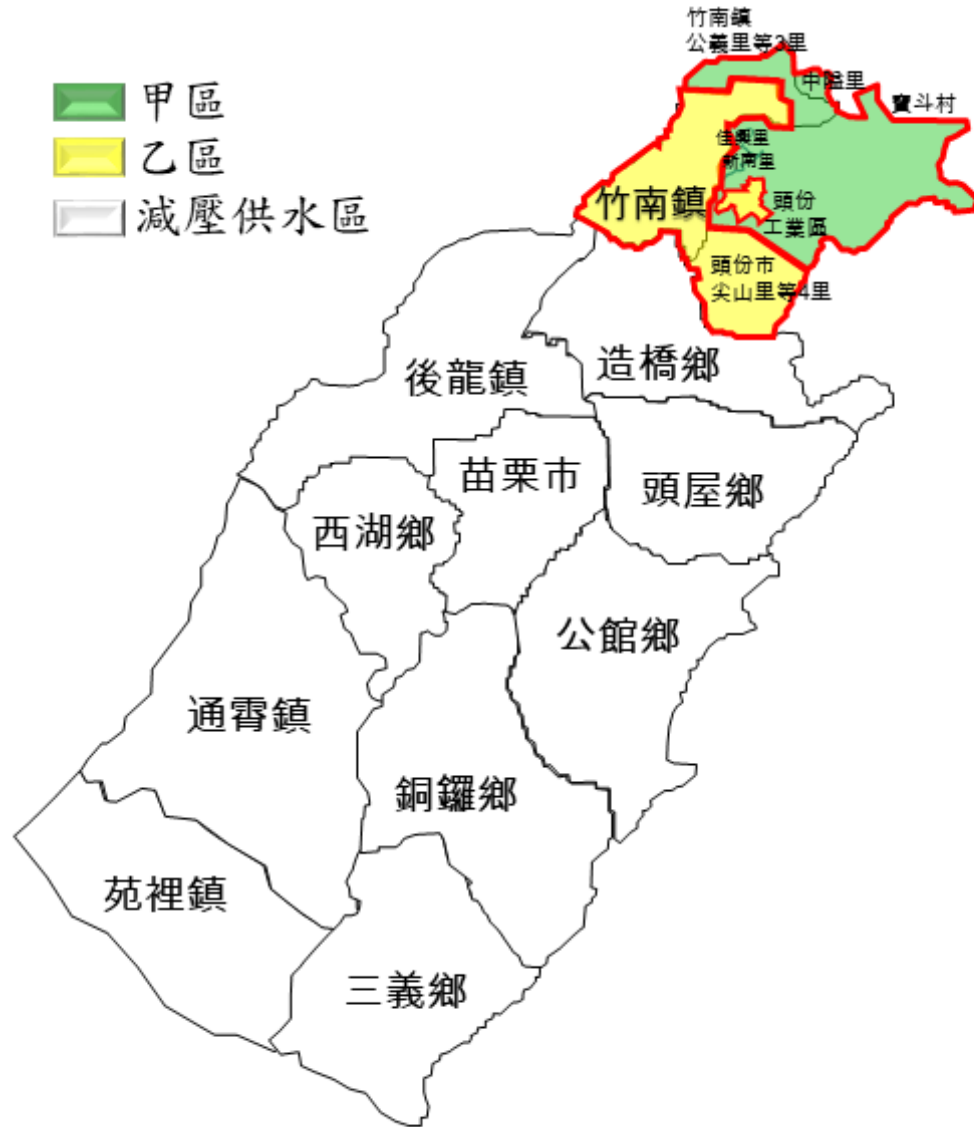 甲區
乙區
減壓供水區
竹南鎮
公義里等3里
中隘里
寶斗村
佳興里
新南里
竹南鎮
頭份
工業區
頭份市
尖山里等4里
造橋鄉
後龍鎮
苗栗市
頭屋鄉
西湖鄉
公館鄉
通霄鎮
銅鑼鄉
苑裡鎮
三義鄉